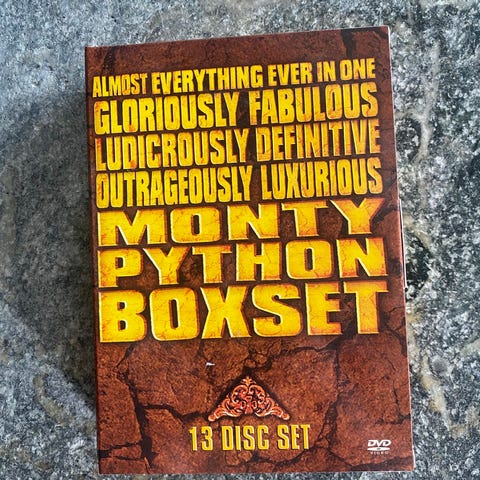 ALMOST EVERYTHING EVER IN ONE
GLORIOUSLY FABULOUS
LUDICROUSLY DEFINITIVE
OUTRAGEOUSLY LUXURIOUS
MONTY
PYTHON
BOXSET
13 DISC SET
DVD
VIDEO